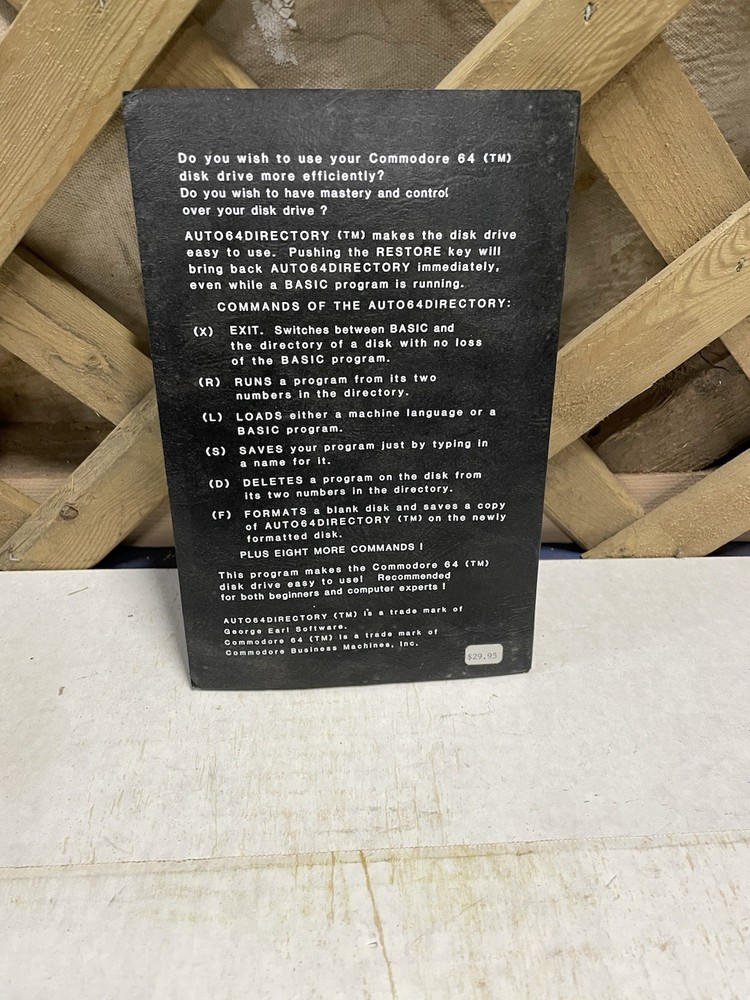 Do you wish to use your Commodore 64 (TM)
disk drive more efficiently?
Do you wish to have mastery and control
over your disk drive ?
AUTO64DIRECTORY (TM) makes the disk drive
easy to use. Pushing the RESTORE key will
bring back AUTO64DIRECTORY immediately,
even while a BASIC program is running.
COMMANDS OF THE AUTO64DIRECTORY:
(X) EXIT. Switches between BASIC and
the directory of a disk with no loss
of the BASIC program.
(R) RUNS a program from its two
numbers in the directory.
(L) LOADS either a machine language or a
BASIC program.
(S) SAVES your program just by typing in
a name for it.
(D) DELETES a program on the disk from
its two numbers in the directory.
(F) FORMATS a blank disk and saves a copy
of AUTO64DIRECTORY (TM) on the newly
formatted disk.
PLUS EIGHT MORE COMMANDS !
This program makes the Commodore 64 (TM)
disk drive easy to use! Recommended
for both beginners and computer experts !
AUTO64DIRECTORY (TM) is a trade mark of
George Earl Software.
Commodore 64 (TM) is a trade mark of
Commodore Business Machines, Inc.
$29.95